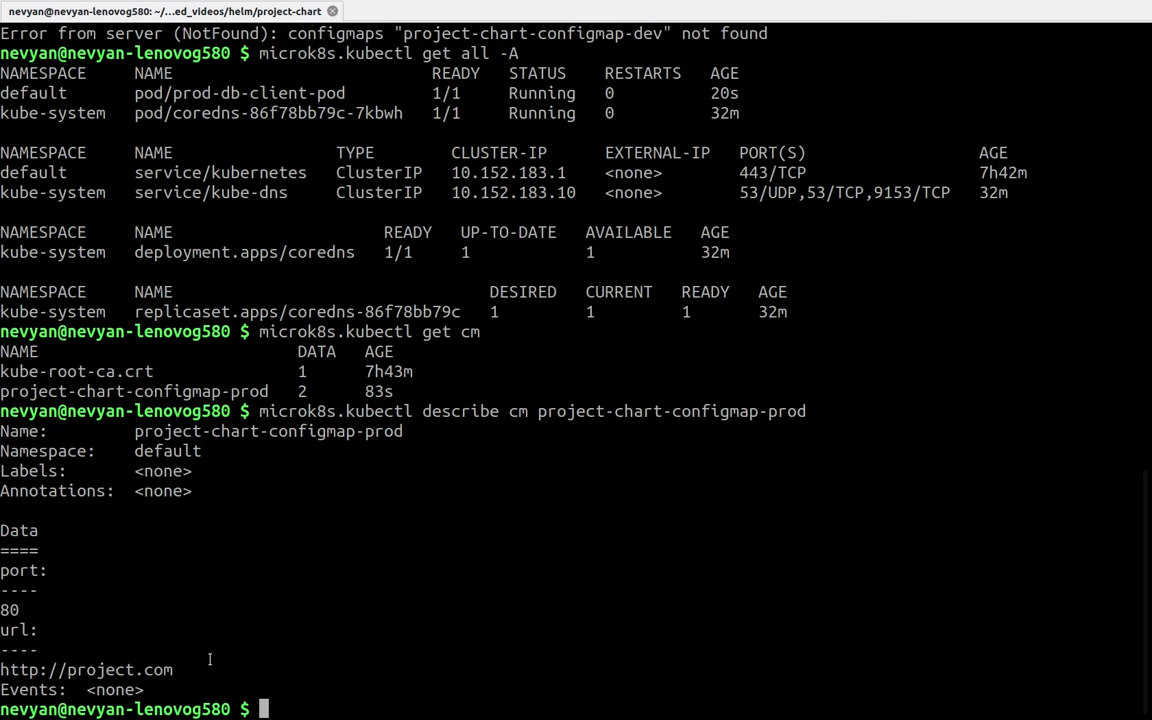 nevyan@nevyan-lenovog580: ~/...ed_videos/helm/project-chart
Error from server (NotFound): configmaps "project-chart-configmap-dev" not found
nevyan@nevyan-lenovog580 $ microk8s.kubectl get all -A
NAMESPACE NAME READY STATUS RESTARTS AGE
default pod/prod-db-client-pod 1/1 Running 0 20s
kube-system pod/coredns-86f78bb79c-7kbwh 1/1 Running 0 32m
NAMESPACE NAME TYPE CLUSTER-IP EXTERNAL-IP PORT(S) AGE
default service/kubernetes ClusterIP 10.152.183.1 <none> 443/TCP 7h42m
kube-system service/kube-dns ClusterIP 10.152.183.10 <none> 53/UDP,53/TCP,9153/TCP 32m
NAMESPACE NAME READY UP-TO-DATE AVAILABLE AGE
kube-system deployment.apps/coredns 1/1 1 1 32m
NAMESPACE NAME DESIRED CURRENT READY AGE
kube-system replicaset.apps/coredns-86f78bb79c 1 1 1 32m
nevyan@nevyan-lenovog580 $ microk8s.kubectl get cm
NAME DATA AGE
kube-root-ca.crt 1 7h43m
project-chart-configmap-prod 2 83s
nevyan@nevyan-lenovog580 $ microk8s.kubectl describe cm project-chart-configmap-prod
Name: project-chart-configmap-prod
Namespace: default
Labels: <none>
Annotations: <none>
Data
====
port:
----
80
url:
----
http://project.com
Events: <none>
nevyan@nevyan-lenovog580 $